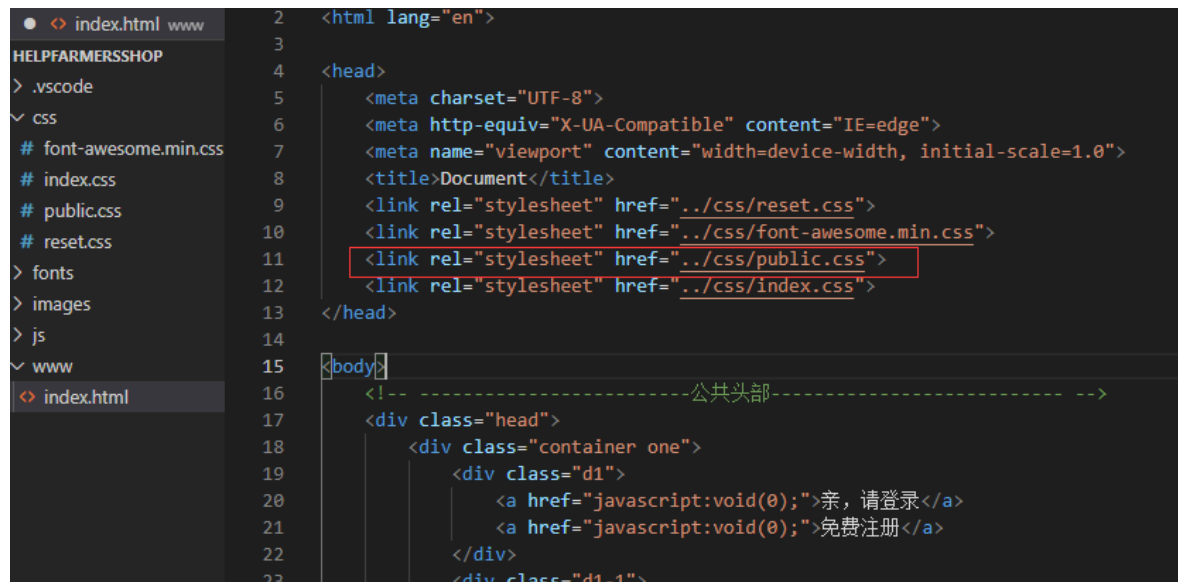 index.html www
HELPFARMERSSHOP
.vscode
css
# font-awesome.min.css
# index.css
# public.css
# reset.css
fonts
images
js
www
index.html
2 <html lang="en">
3
4 <head>
5 <meta charset="UTF-8">
6 <meta http-equiv="X-UA-Compatible" content="IE=edge">
7 <meta name="viewport" content="width=device-width, initial-scale=1.0">
8 <title>Document</title>
9 <link rel="stylesheet" href="../css/reset.css">
10 <link rel="stylesheet" href="../css/font-awesome.min.css">
11 <link rel="stylesheet" href="../css/public.css">
12 <link rel="stylesheet" href="../css/index.css">
13 </head>
14
15 <body>
16 <!-- -------------------------公共头部--------------------------- -->
17 <div class="head">
18 <div class="container one">
19 <div class="d1">
20 <a href="javascript:void(0);">亲，请登录</a>
21 <a href="javascript:void(0);">免费注册</a>
22 </div>
23 <div class="d1-1">